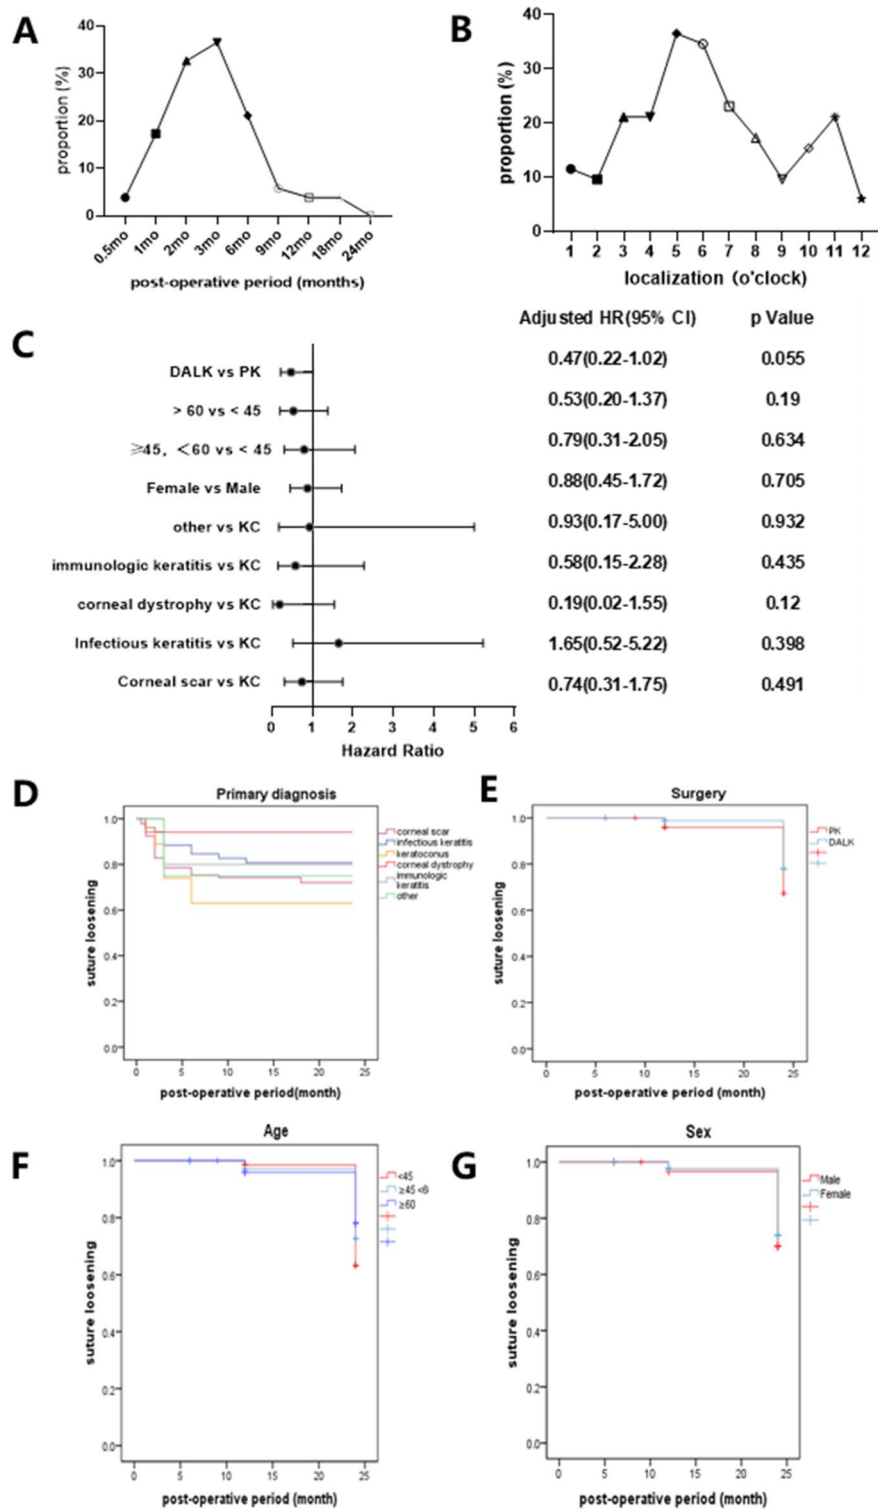 A
proportion (%)
40
30
20
10
0
0.5mo 1mo 2mo 3mo 6mo 9mo 12mo 18mo 24mo
post-operative period (months)
B
proportion (%)
40
30
20
10
0
1 2 3 4 5 6 7 8 9 10 11 12
localization (o'clock)
C
Adjusted HR(95% CI) p Value
DALK vs PK 0.47(0.22-1.02) 0.055
> 60 vs < 45 0.53(0.20-1.37) 0.19
≥45, <60 vs < 45 0.79(0.31-2.05) 0.634
Female vs Male 0.88(0.45-1.72) 0.705
other vs KC 0.93(0.17-5.00) 0.932
immunologic keratitis vs KC 0.58(0.15-2.28) 0.435
corneal dystrophy vs KC 0.19(0.02-1.55) 0.12
Infectious keratitis vs KC 1.65(0.52-5.22) 0.398
Corneal scar vs KC 0.74(0.31-1.75) 0.491
0 1 2 3 4 5 6
Hazard Ratio
D
Primary diagnosis
suture loosening
1.0
0.8
0.6
0.4
0.2
0.0
0 5 10 15 20 25
post-operative period(month)
corneal scar
infectious keratitis
keratoconus
corneal dystrophy
immunologic
keratitis
other
E
Surgery
suture loosening
1.0
0.8
0.6
0.4
0.2
0.0
0 5 10 15 20 25
post-operative period (month)
PK
DALK
F
Age
suture loosening
1.0
0.8
0.6
0.4
0.2
0.0
0 5 10 15 20 25
post-operative period (month)
<45
≥45 <6
≥60
G
Sex
suture loosening
1.0
0.8
0.6
0.4
0.2
0.0
0 5 10 15 20 25
post-operative period (month)
Male
Female